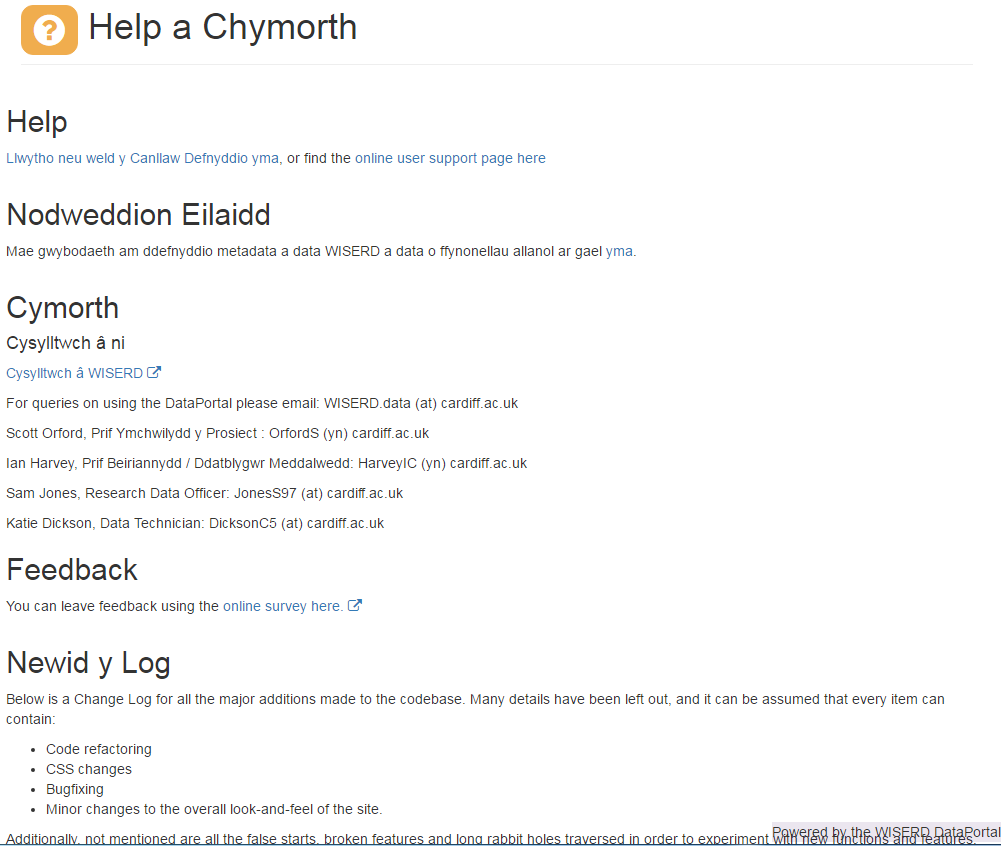 Help a Chymorth
Help
Llwytho neu weld y Canllaw Defnyddio yma, or find the online user support page here
Nodweddion Eilaidd
Mae gwybodaeth am ddefnyddio metadata a data WISERD a data o ffynonellau allanol ar gael yma.
Cymorth
Cysylltwch â ni
Cysylltwch â WISERD
For queries on using the DataPortal please email: WISERD.data (at) cardiff.ac.uk
Scott Orford, Prif Ymchwilydd y Prosiect : OrfordS (yn) cardiff.ac.uk
Ian Harvey, Prif Beiriannydd / Ddatblygwr Meddalwedd: HarveyIC (yn) cardiff.ac.uk
Sam Jones, Research Data Officer: JonesS97 (at) cardiff.ac.uk
Katie Dickson, Data Technician: DicksonC5 (at) cardiff.ac.uk
Feedback
You can leave feedback using the online survey here.
Newid y Log
Below is a Change Log for all the major additions made to the codebase. Many details have been left out, and it can be assumed that every item can
contain:
Code refactoring
CSS changes
Bugfixing
Minor changes to the overall look-and-feel of the site.
Additionally, not mentioned are all the false starts, broken features and long rabbit holes traversed in order to experiment with new functions and features.
Powered by the WISERD DataPortal